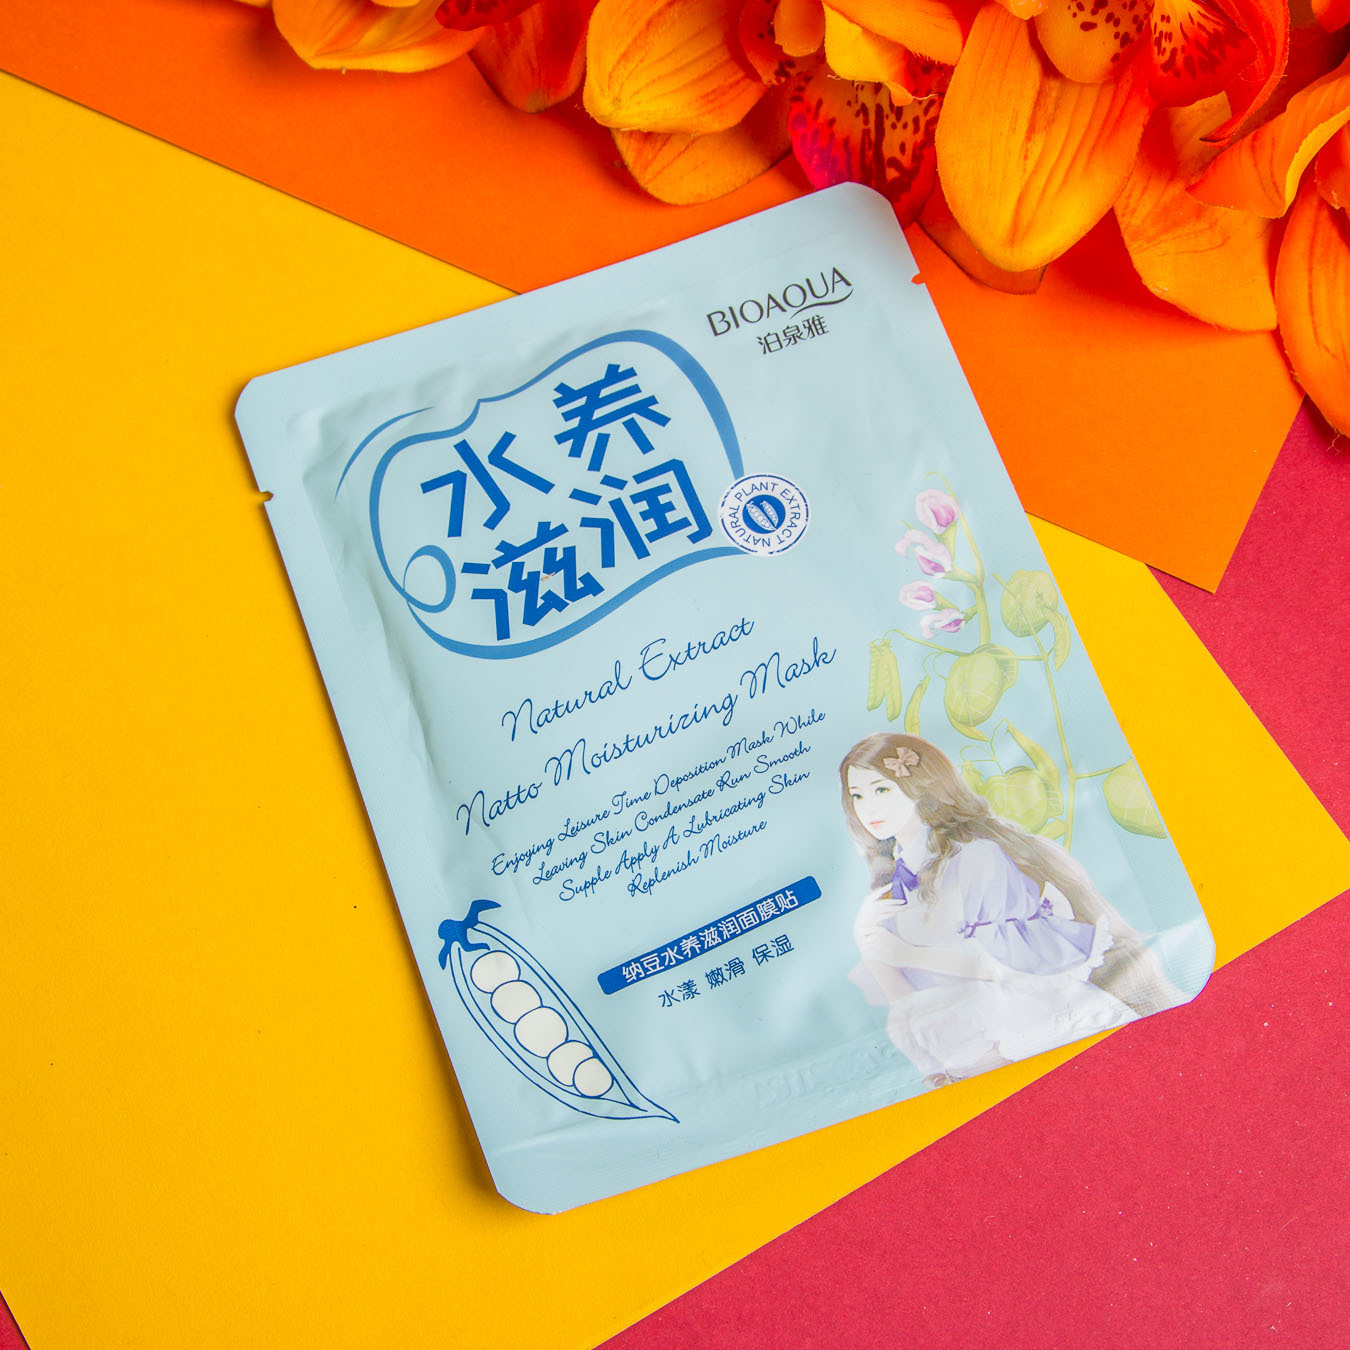 BIOAQUA
泊泉雅
水养
滋润
NATURAL PLANT EXTRACT
Natural Extract
Natto Moisturizing Mask
Enjoying Leisure Time Deposition Mask While
Leaving Skin Condensate Run Smooth
Supple Apply A Lubricating Skin
Replenish Moisture
纳豆水养滋润面膜贴
水漾 嫩滑 保湿